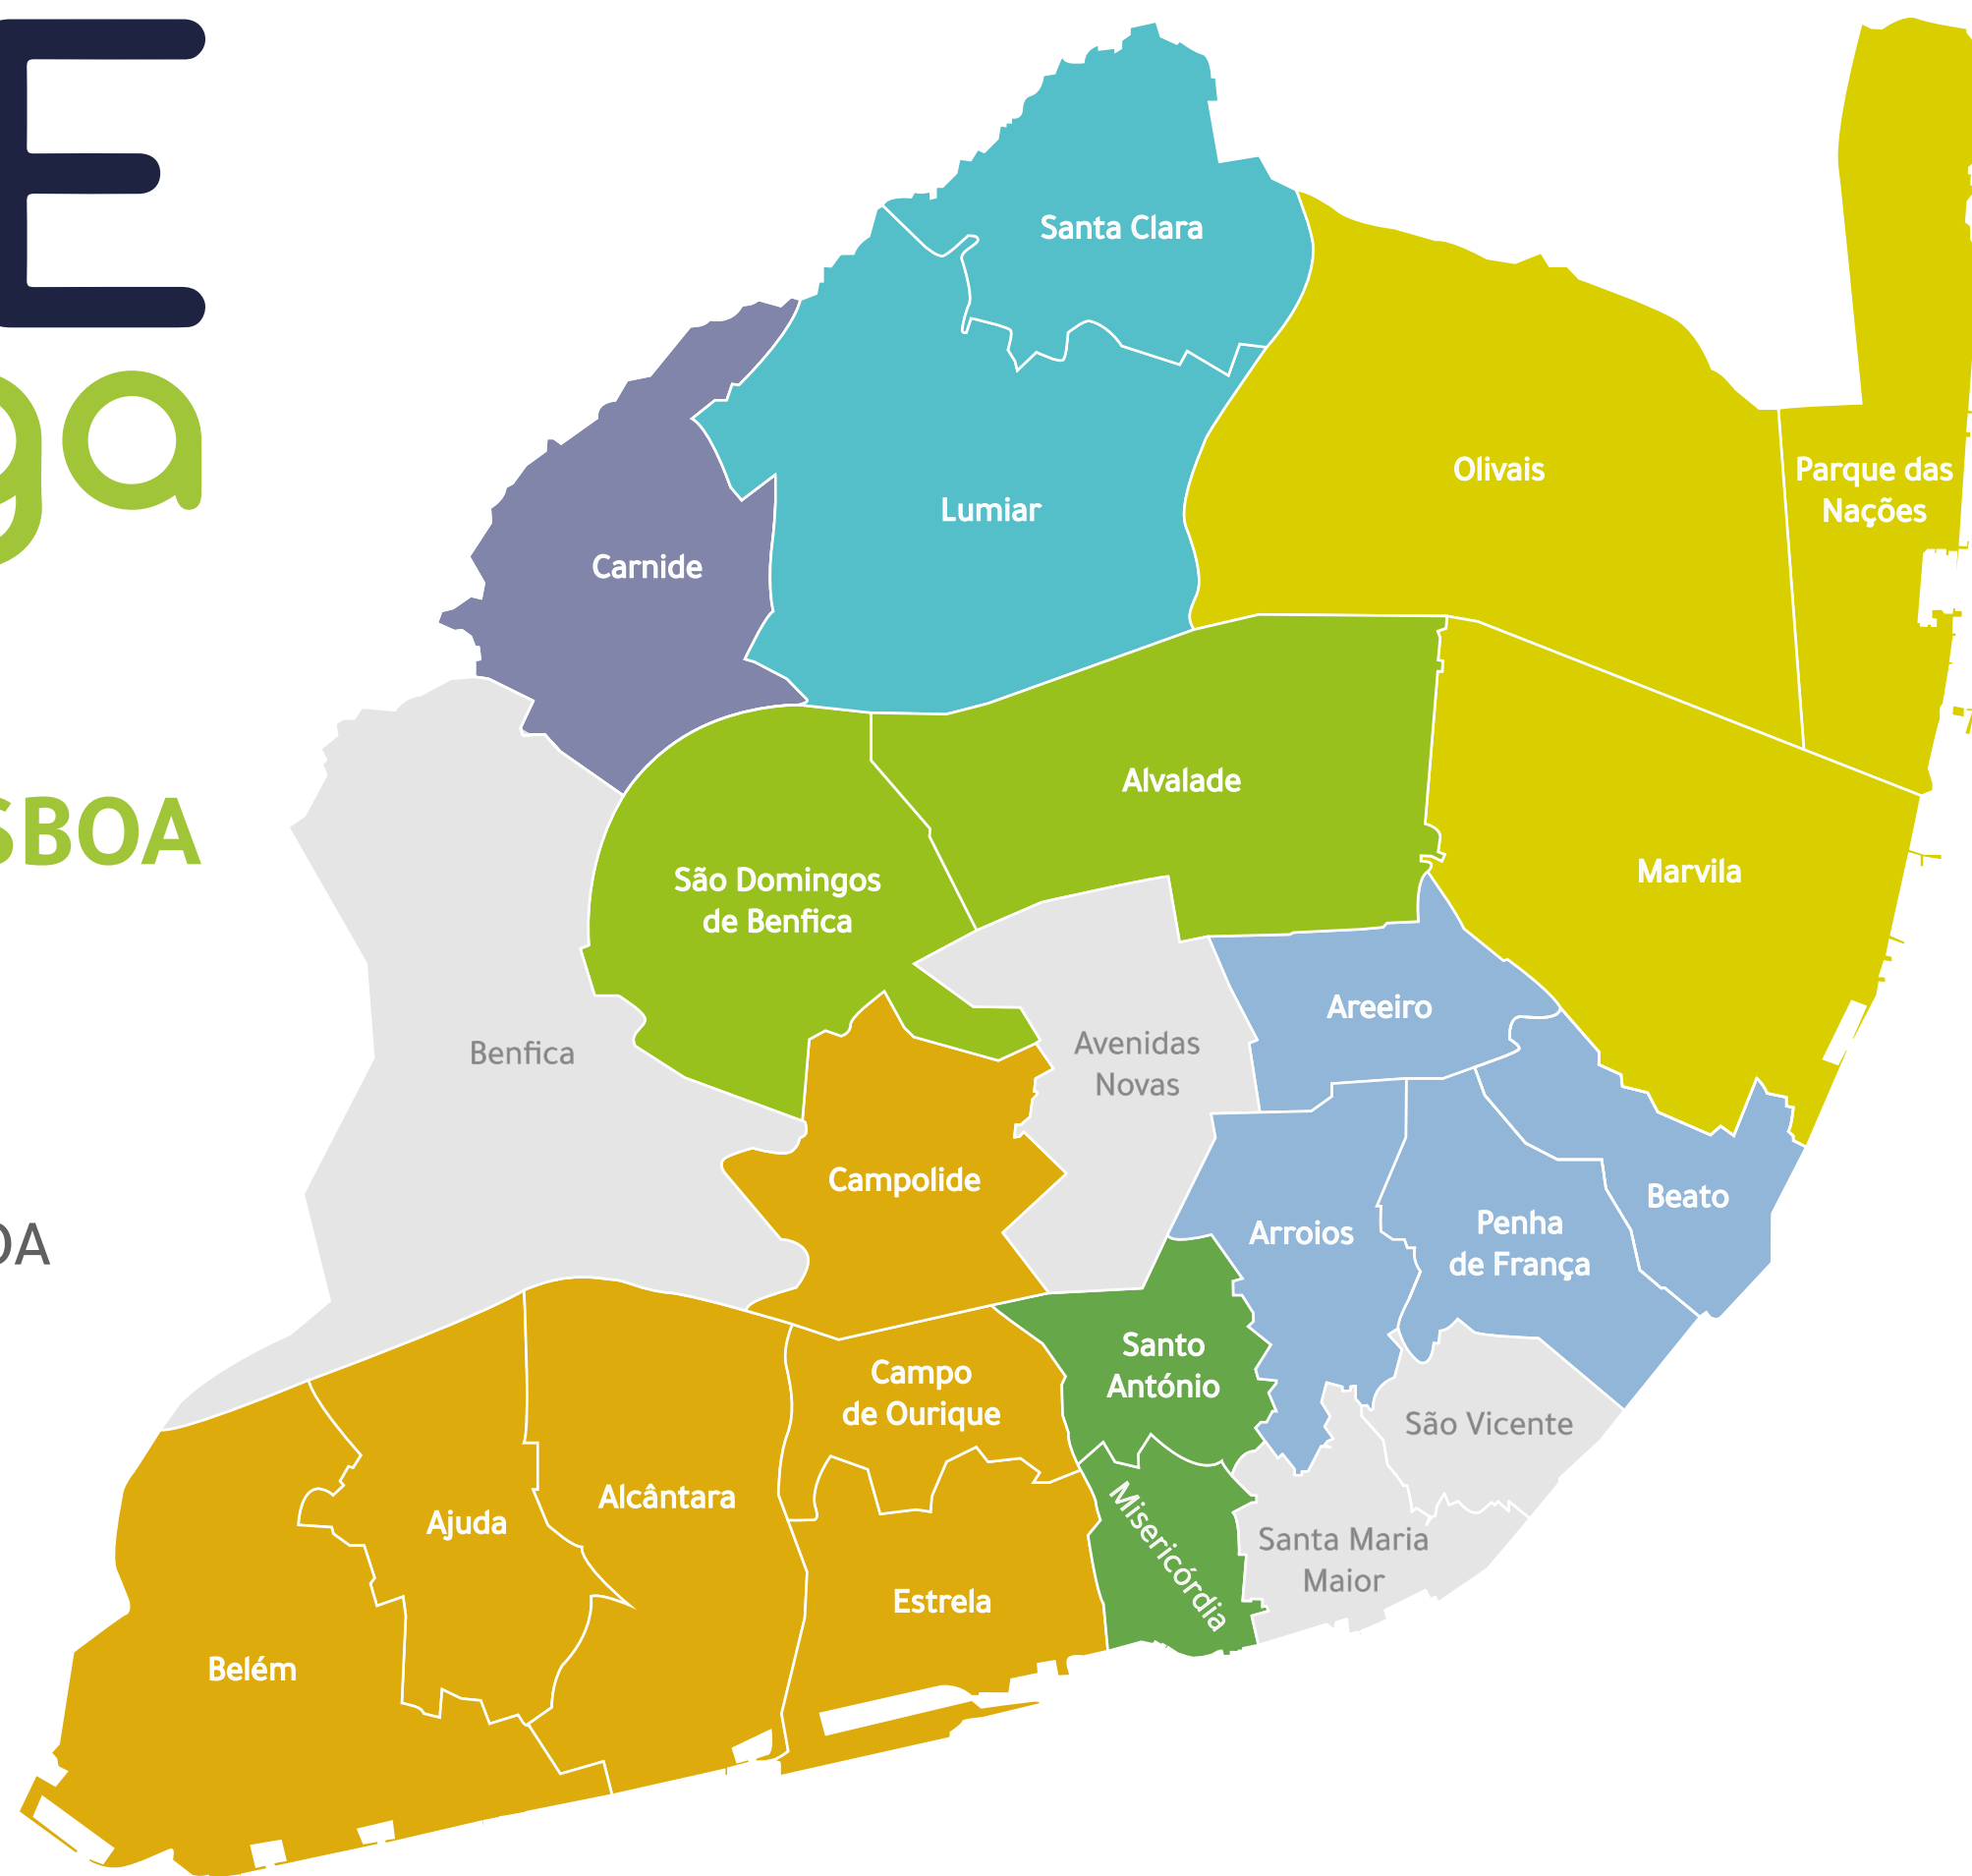 E
ga
SBOA
OA
Santa Clara
Olivais
Parque das
Nações
Lumiar
Carnide
Alvalade
Marvila
São Domingos
de Benfica
Areeiro
Benfica
Avenidas
Novas
Campolide
Beato
Arroios
Penha
de França
Santo
António
Campo
de Ourique
São Vicente
Alcântara
Ajuda
Misericórdia
Santa Maria
Maior
Estrela
Belém